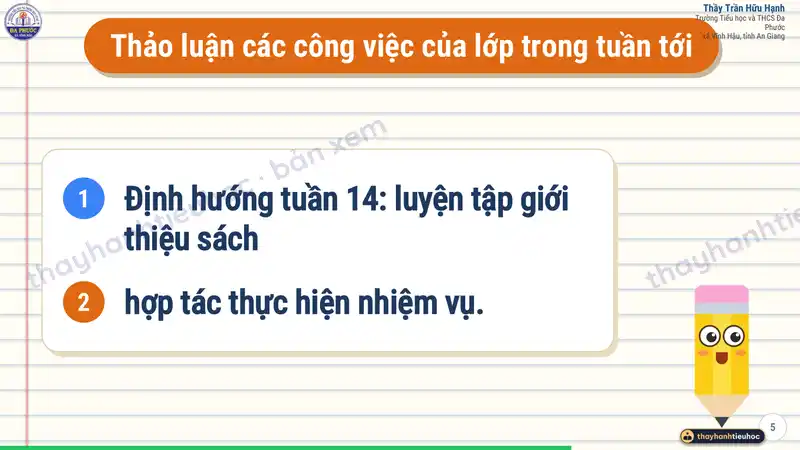 Thầy Trần Hữu Hạnh
Trường Tiểu học và THCS Đa
Phước
Vĩnh Hậu, tỉnh An Giang
ĐA PHƯỚC
Thảo luận các công việc của lớp trong tuần tới
thayhanhtieuhoc · bản xem
1 Định hướng tuần 14: luyện tập giới
thiệu sách
2 hợp tác thực hiện nhiệm vụ.
thayhanhtie
5
thayhanhtieuhoc